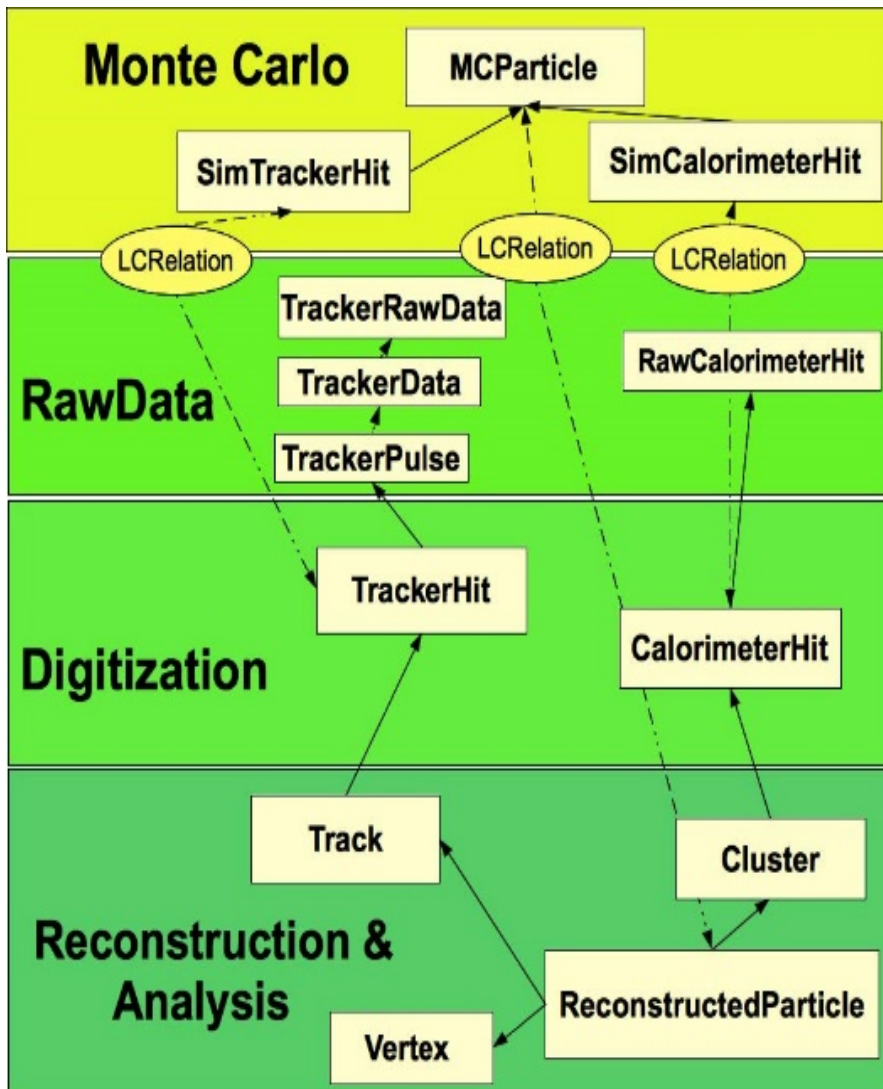 Monte Carlo
MCParticle
SimTrackerHit
SimCalorimeterHit
LCRelation
LCRelation
LCRelation
TrackerRawData
RawCalorimeterHit
TrackerData
RawData
TrackerPulse
TrackerHit
CalorimeterHit
Digitization
Track
Cluster
Reconstruction &
Analysis
ReconstructedParticle
Vertex